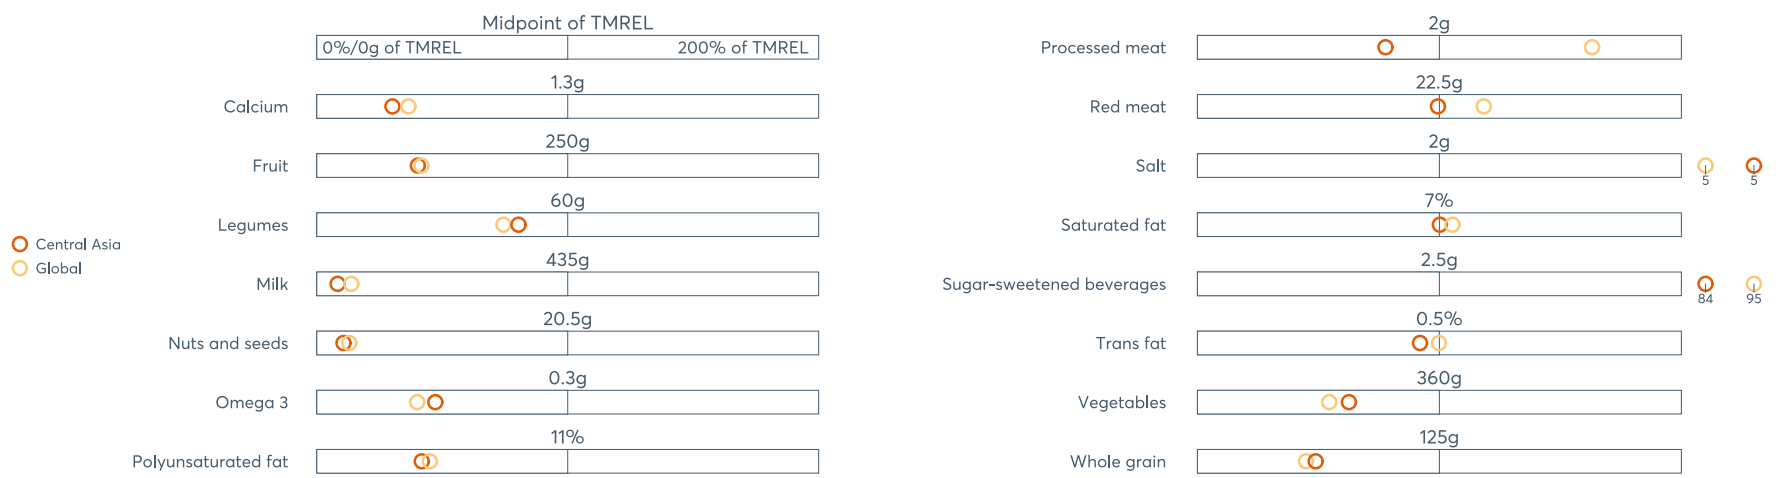 Midpoint of TMREL
0%/0g of TMREL 200% of TMREL
1.3g
Calcium
250g
Fruit
60g
Legumes
435g
Milk
20.5g
Nuts and seeds
0.3g
Omega 3
11%
Polyunsaturated fat
Central Asia
Global
2g
Processed meat
22.5g
Red meat
2g
Salt
5 5
7%
Saturated fat
2.5g
Sugar-sweetened beverages
84 95
0.5%
Trans fat
360g
Vegetables
125g
Whole grain